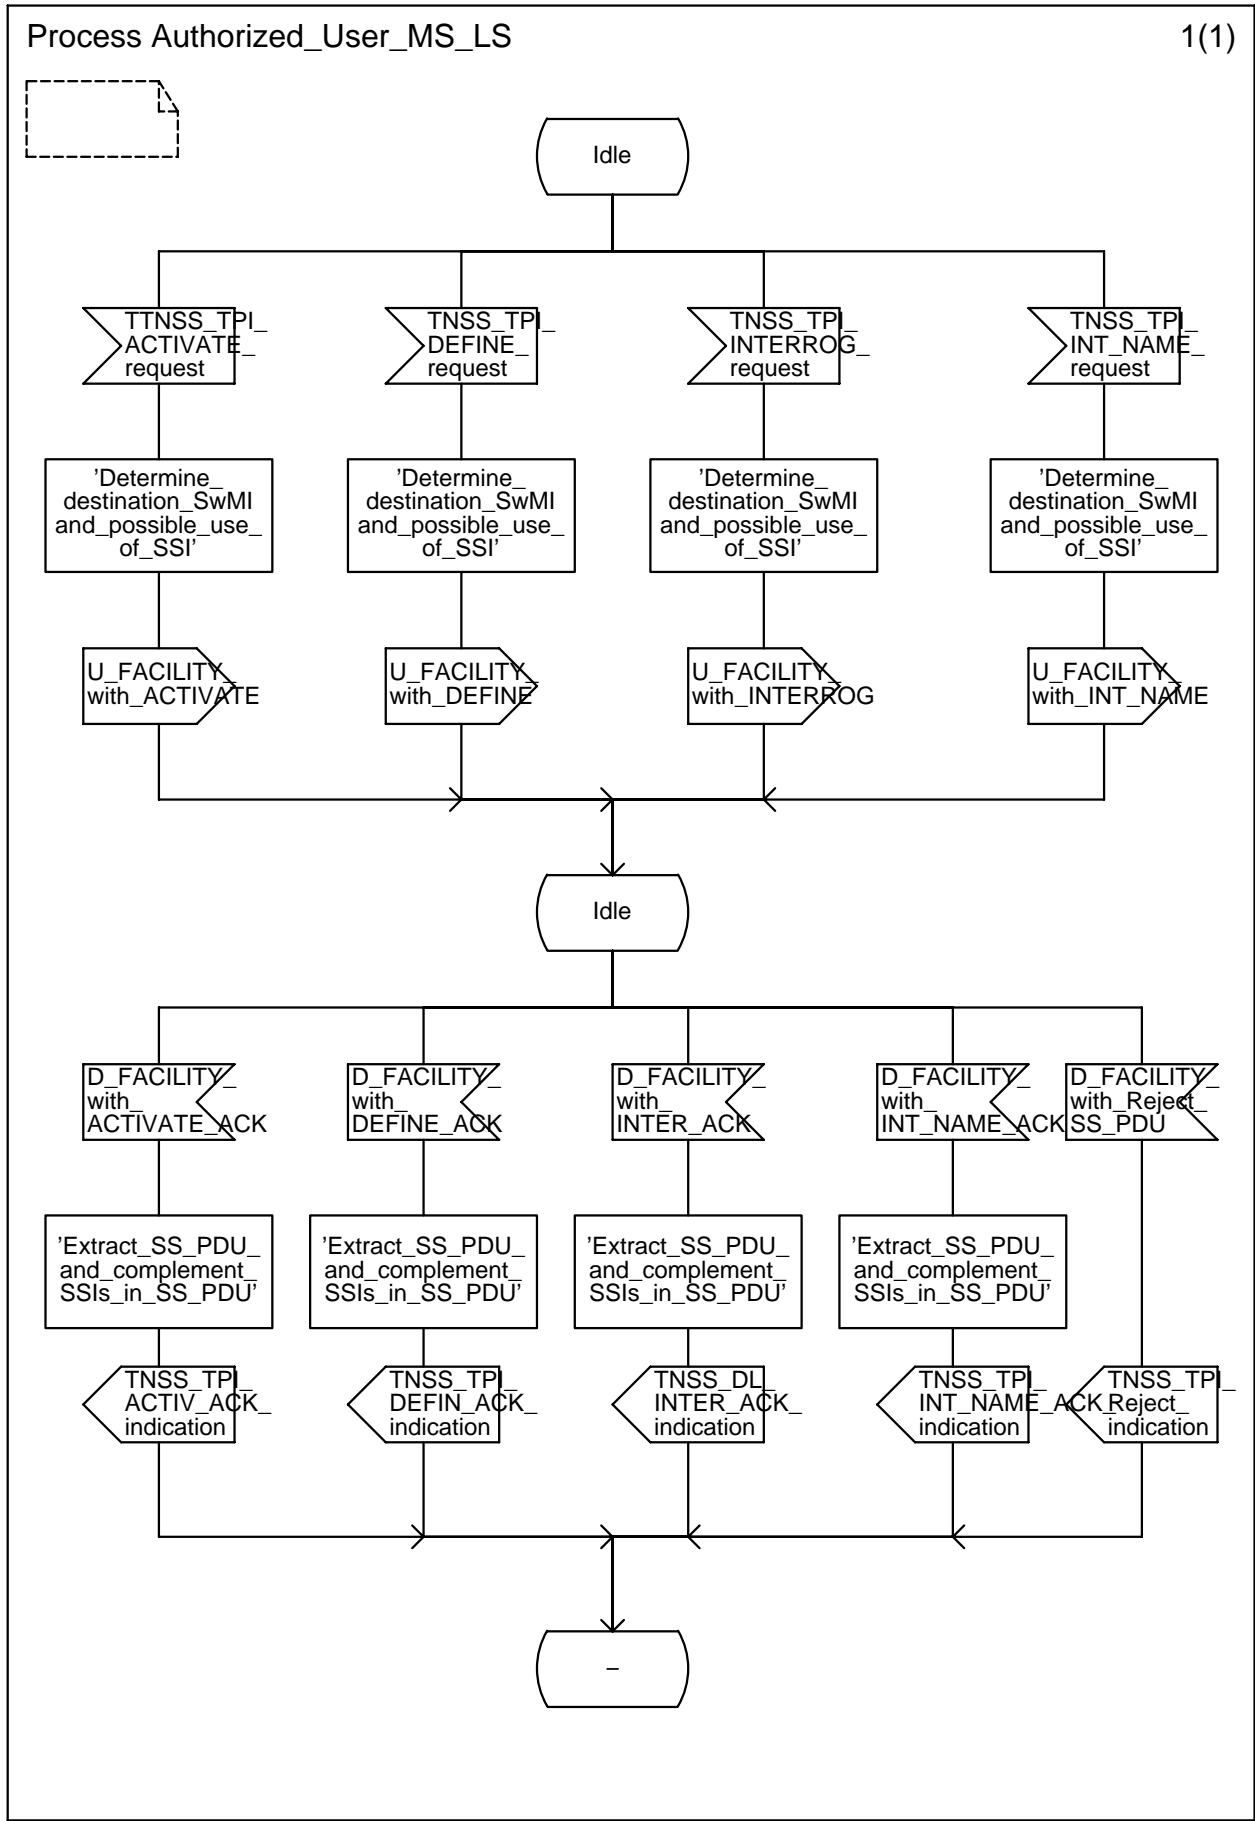 Process Authorized_User_MS_LS
1(1)
Idle
TTNSS_TPI_
ACTIVATE_
request
TNSS_TPI_
DEFINE_
request
TNSS_TPI_
INTERROG_
request
TNSS_TPI_
INT_NAME_
request
’Determine_
destination_SwMI
and_possible_use_
of_SSI’
’Determine_
destination_SwMI
and_possible_use_
of_SSI’
’Determine_
destination_SwMI
and_possible_use_
of_SSI’
’Determine_
destination_SwMI
and_possible_use_
of_SSI’
U_FACILITY_
with_ACTIVATE
U_FACILITY_
with_DEFINE
U_FACILITY_
with_INTERROG
U_FACILITY_
with_INT_NAME
Idle
D_FACILITY_
with_
ACTIVATE_ACK
D_FACILITY_
with_
DEFINE_ACK
D_FACILITY_
with_
INTER_ACK
D_FACILITY_
with_
INT_NAME_ACK
D_FACILITY_
with_Reject_
SS_PDU
’Extract_SS_PDU_
and_complement_
SSIs_in_SS_PDU’
’Extract_SS_PDU_
and_complement_
SSIs_in_SS_PDU’
’Extract_SS_PDU_
and_complement_
SSIs_in_SS_PDU’
’Extract_SS_PDU_
and_complement_
SSIs_in_SS_PDU’
TNSS_TPI_
ACTIV_ACK_
indication
TNSS_TPI_
DEFIN_ACK_
indication
TNSS_DL_
INTER_ACK_
indication
TNSS_TPI_
INT_NAME_ACK_
indication
TNSS_TPI_
Reject_
indication
–